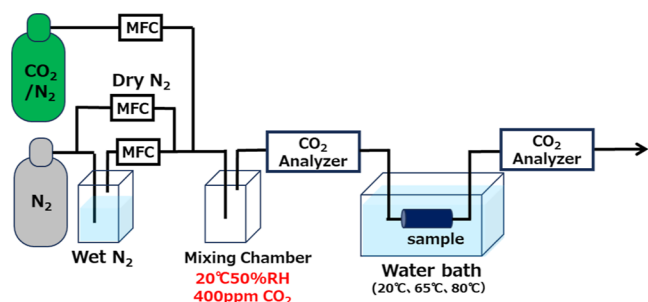 MFC
CO₂
/N₂
Dry N₂
MFC
MFC
N₂
Wet N₂
CO₂
Analyzer
CO₂
Analyzer
Mixing Chamber
20℃50%RH
400ppm CO₂
sample
Water bath
(20℃、65℃、80℃)